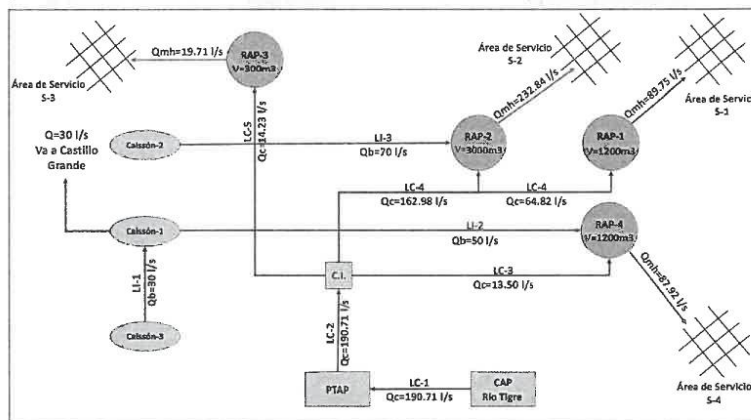 Qmh=19.71 l/s
RAP-3
V=300m3
Área de Servicio
S-3
Área de Servicio
S-2
Qmh=232.84 l/s
Qmh=89.75 l/s
Área de Servicio
S-1
Q=30 l/s
Va a Castillo
Grande
Caissón-2
LI-3
Qb=70 l/s
LC-5
Qc=14.23 l/s
RAP-2
V=3000m3
RAP-1
V=1200m3
LC-4
Qc=162.98 l/s
LC-4
Qc=64.82 l/s
Caissón-1
LI-2
Qb=50 l/s
RAP-4
V=1200m3
LI-1
Qb=30 l/s
C.I.
LC-3
Qc=13.50 l/s
Qmh=87.92 l/s
LC-2
Qc=190.71 l/s
Caissón-3
PTAP
LC-1
Qc=190.71 l/s
CAP
Río Tigre
Área de Servicio
S-4